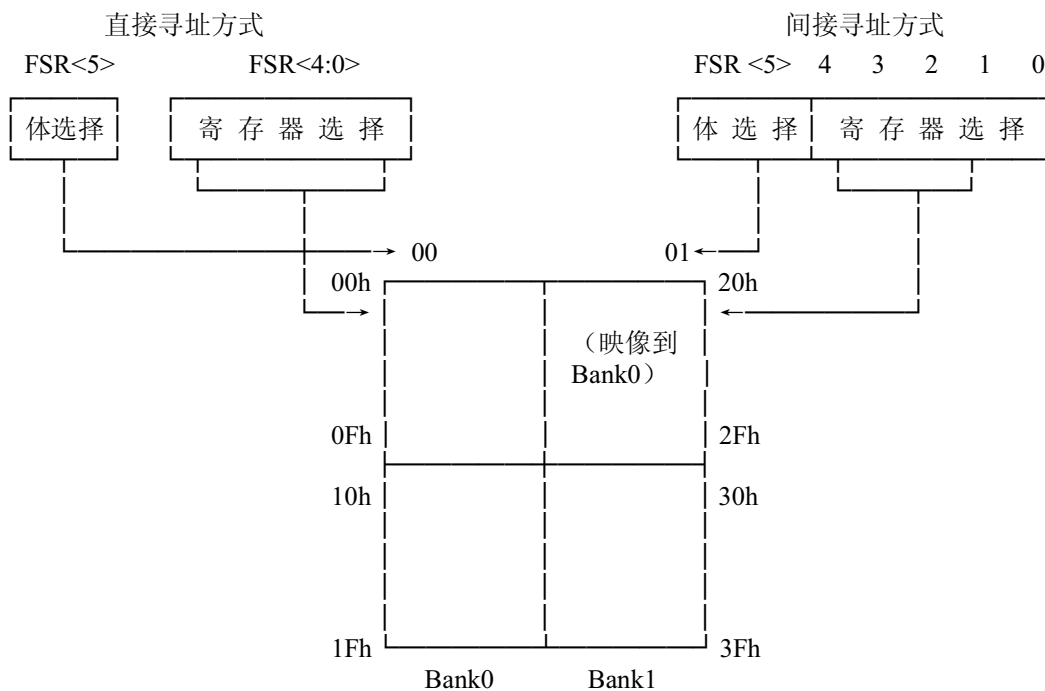 直接寻址方式 间接寻址方式
FSR<5> FSR<4:0> FSR <5> 4 3 2 1 0
体选择 寄 存 器 选 择 体 选 择 寄 存 器 选 择
00 01
00h 20h
（映像到
Bank0）
0Fh 2Fh
10h 30h
1Fh 3Fh
Bank0 Bank1